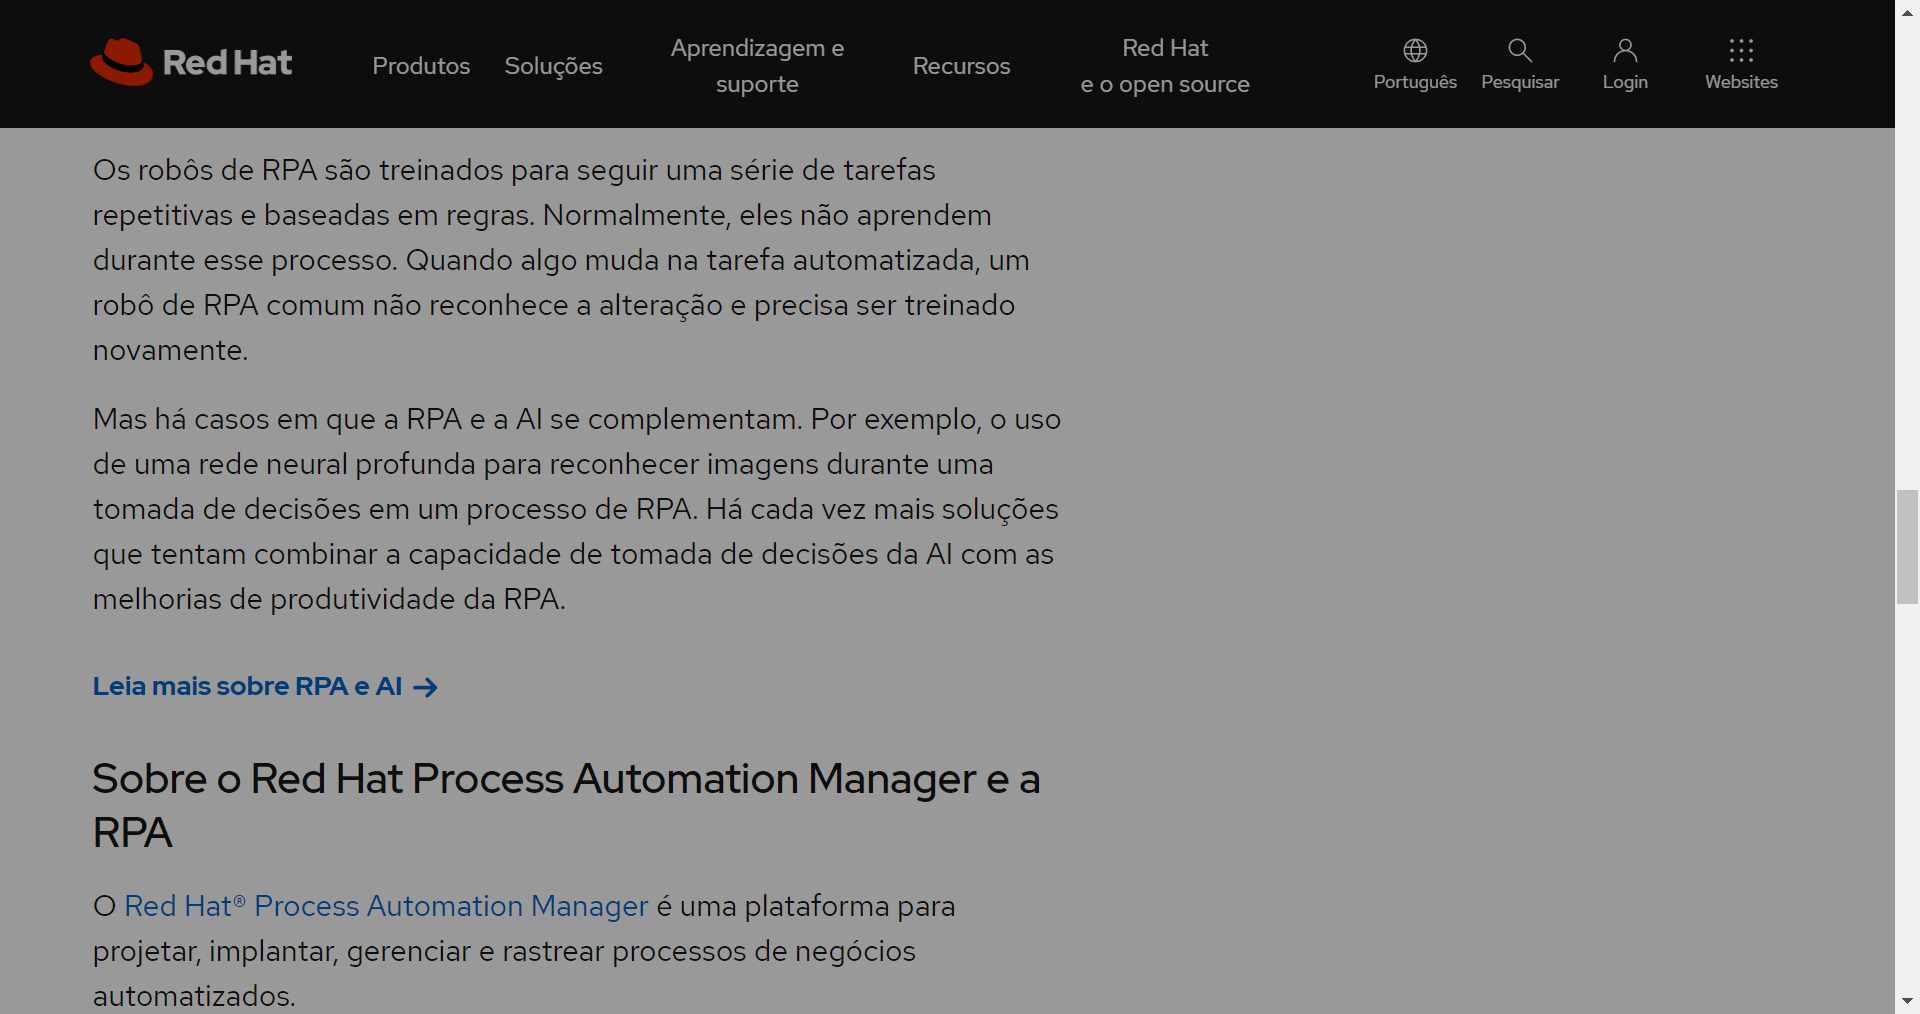 Red Hat
Produtos
Soluções
Aprendizagem e
suporte
Recursos
Red Hat
e o open source
Português
Pesquisar
Login
Websites
Os robôs de RPA são treinados para seguir uma série de tarefas
repetitivas e baseadas em regras. Normalmente, eles não aprendem
durante esse processo. Quando algo muda na tarefa automatizada, um
robô de RPA comum não reconhece a alteração e precisa ser treinado
novamente.
Mas há casos em que a RPA e a AI se complementam. Por exemplo, o uso
de uma rede neural profunda para reconhecer imagens durante uma
tomada de decisões em um processo de RPA. Há cada vez mais soluções
que tentam combinar a capacidade de tomada de decisões da AI com as
melhorias de produtividade da RPA.
Leia mais sobre RPA e AI
Sobre o Red Hat Process Automation Manager e a
RPA
O Red Hat® Process Automation Manager é uma plataforma para
projetar, implantar, gerenciar e rastrear processos de negócios
automatizados.